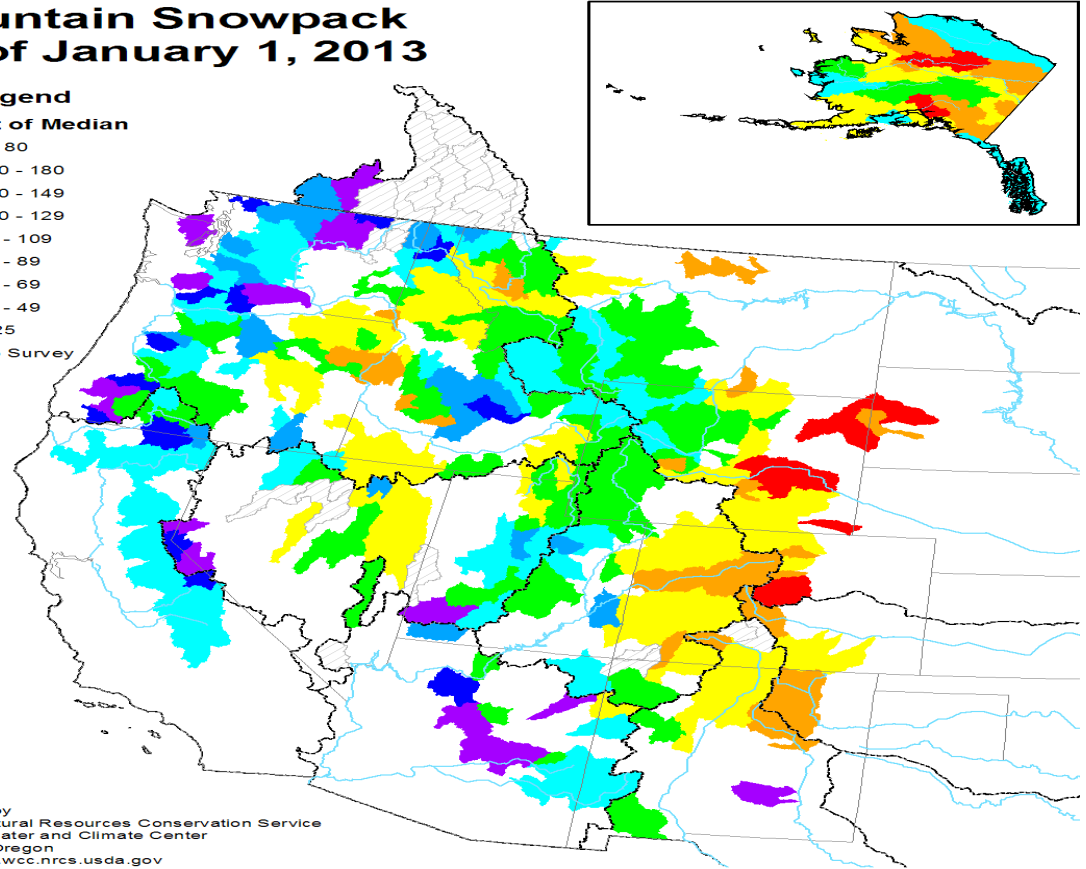 untain Snowpack
of January 1, 2013
gend
t of Median
80
0 - 180
0 - 149
0 - 129
- 109
- 89
- 69
- 49
25
Survey
by
tural Resources Conservation Service
ater and Climate Center
Oregon
.wcc.nrcs.usda.gov